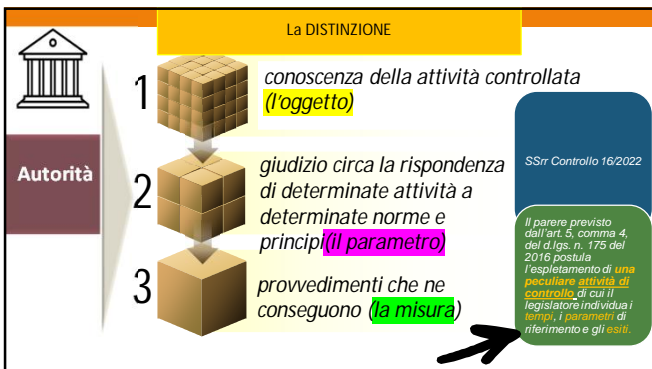 La DISTINZIONE
Autorità
1
conoscenza della attività controllata
(l'oggetto)
2
giudizio circa la rispondenza
di determinate attività a
determinate norme e
principi(il parametro)
3
provvedimenti che ne
conseguono (la misura)
SSrr Controllo 16/2022
Il parere previsto
dall'art. 5, comma 4,
del d.lgs. n. 175 del
2016 postula
l'espletamento di una
peculiare attività di
controllo di cui il
legislatore individua i
tempi, i parametri di
riferimento e gli esiti.